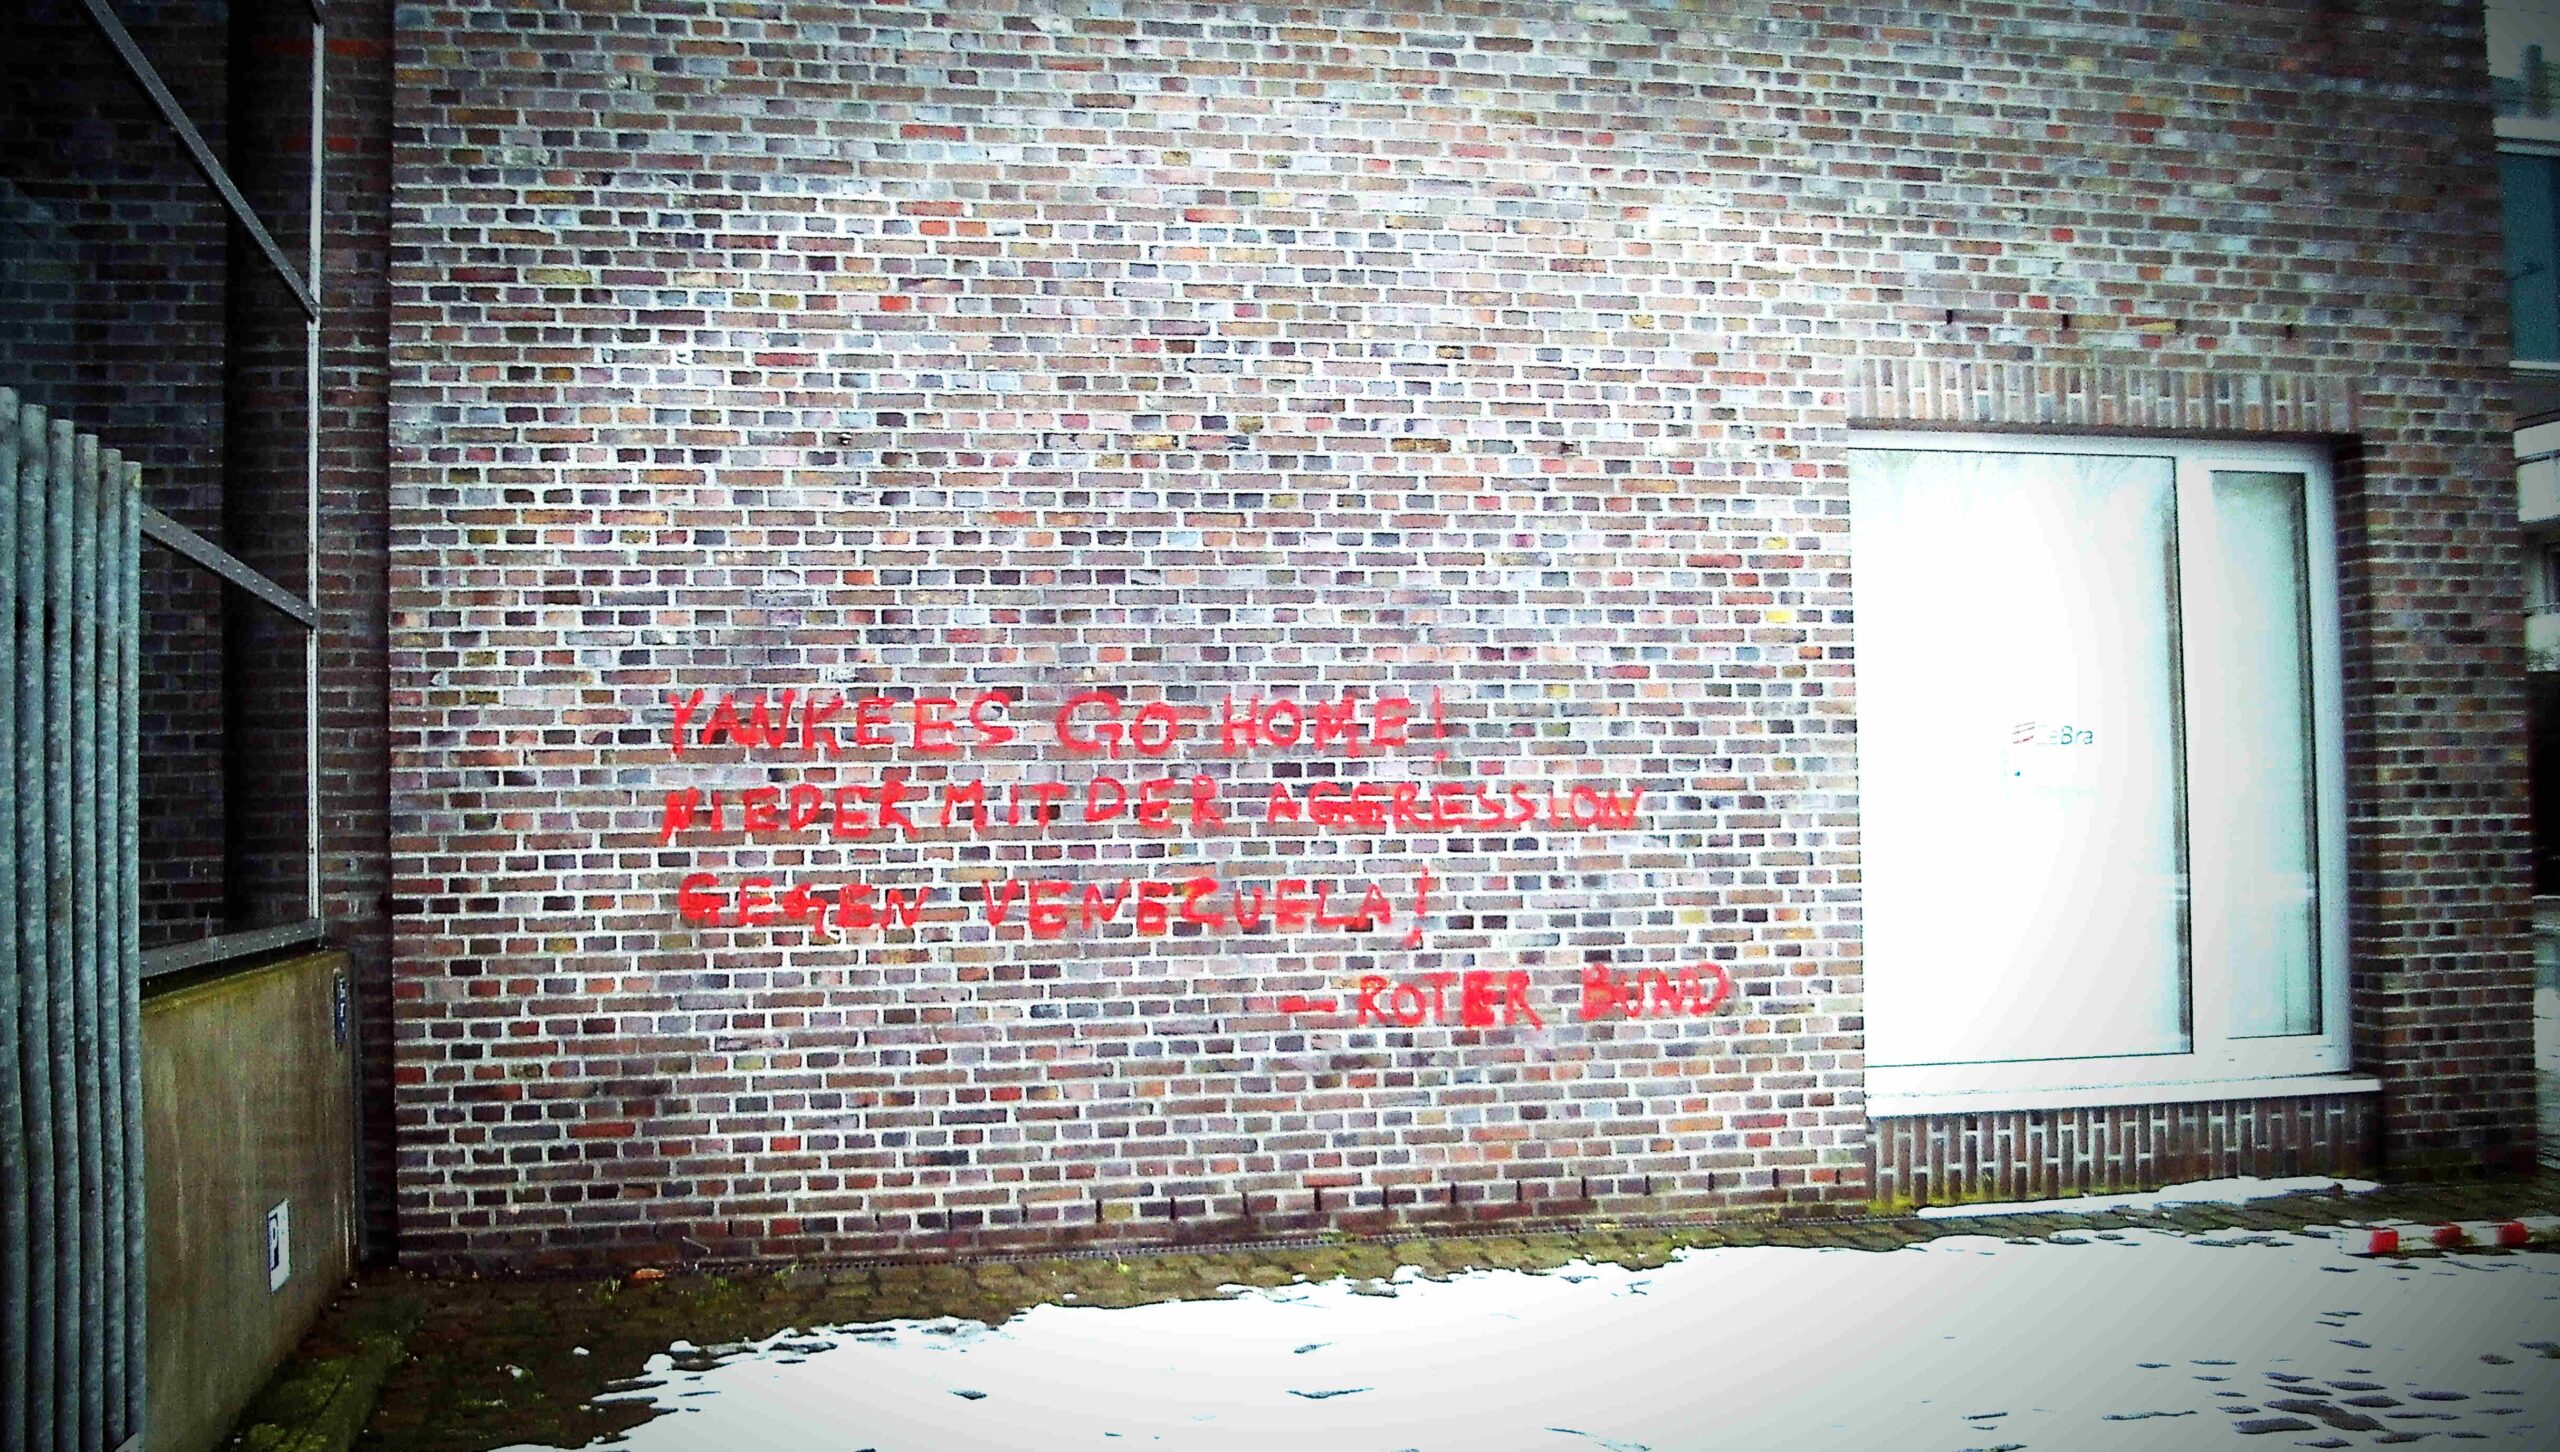 YANKEES GO HOME!
NIEDER MIT DER AGGRESSION
GEGEN VENEZUELA!
— ROTER BUND
P